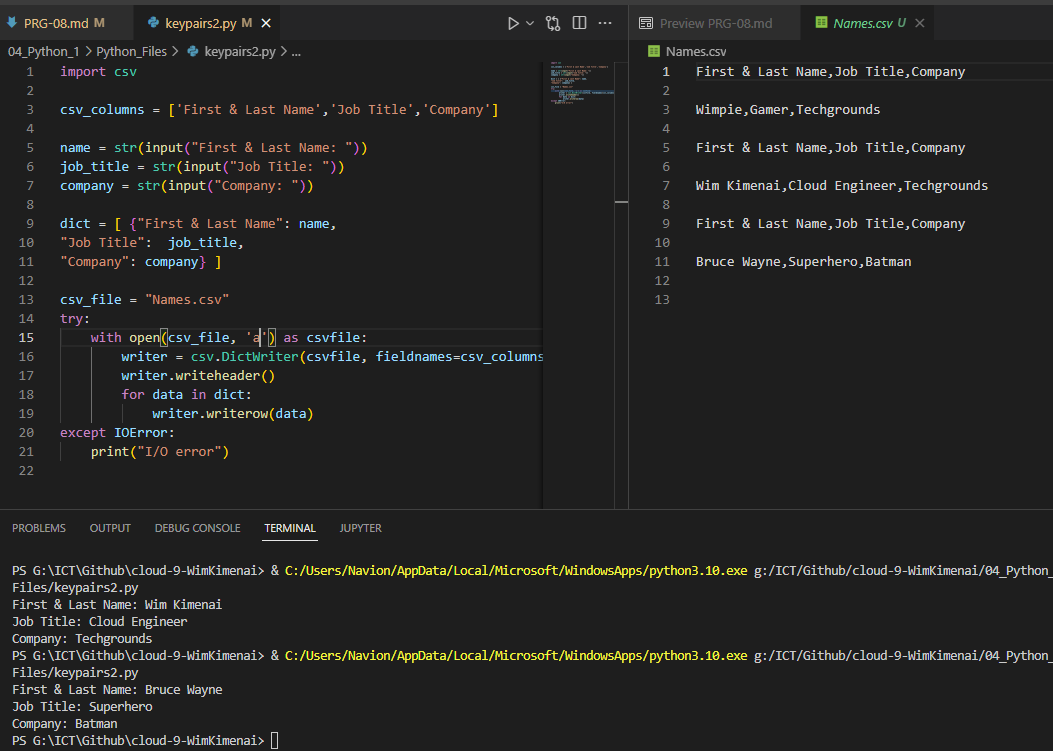 PRG-08.md M
keypairs2.py M
Preview PRG-08.md
Names.csv U
04_Python_1 > Python_Files > keypairs2.py > ...
Names.csv
1 import csv
2
3 csv_columns = ['First & Last Name','Job Title','Company']
4
5 name = str(input("First & Last Name: "))
6 job_title = str(input("Job Title: "))
7 company = str(input("Company: "))
8
9 dict = [ {"First & Last Name": name,
10 "Job Title":  job_title,
11 "Company": company} ]
12
13 csv_file = "Names.csv"
14 try:
15     with open(csv_file, 'a') as csvfile:
16         writer = csv.DictWriter(csvfile, fieldnames=csv_columns
17         writer.writeheader()
18         for data in dict:
19             writer.writerow(data)
20 except IOError:
21     print("I/O error")
22
1 First & Last Name,Job Title,Company
2
3 Wimpie,Gamer,Techgrounds
4
5 First & Last Name,Job Title,Company
6
7 Wim Kimenai,Cloud Engineer,Techgrounds
8
9 First & Last Name,Job Title,Company
10
11 Bruce Wayne,Superhero,Batman
12
13
PROBLEMS OUTPUT DEBUG CONSOLE TERMINAL JUPYTER
PS G:\ICT\Github\cloud-9-WimKimenai> & C:/Users/Navion/AppData/Local/Microsoft/WindowsApps/python3.10.exe g:/ICT/Github/cloud-9-WimKimenai/04_Python_
Files/keypairs2.py
First & Last Name: Wim Kimenai
Job Title: Cloud Engineer
Company: Techgrounds
PS G:\ICT\Github\cloud-9-WimKimenai> & C:/Users/Navion/AppData/Local/Microsoft/WindowsApps/python3.10.exe g:/ICT/Github/cloud-9-WimKimenai/04_Python_
Files/keypairs2.py
First & Last Name: Bruce Wayne
Job Title: Superhero
Company: Batman
PS G:\ICT\Github\cloud-9-WimKimenai>